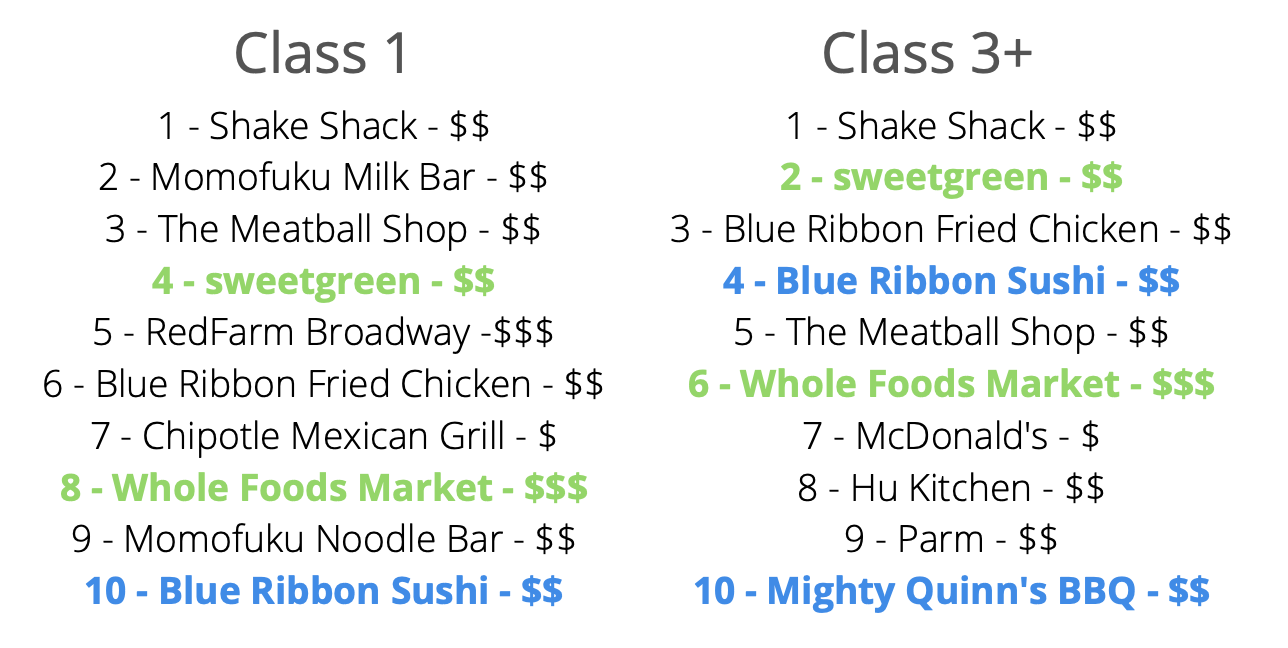 Class 1
1 - Shake Shack - $$
2 - Momofuku Milk Bar - $$
3 - The Meatball Shop - $$
4 - sweetgreen - $$
5 - RedFarm Broadway -$$$
6 - Blue Ribbon Fried Chicken - $$
7 - Chipotle Mexican Grill - $
8 - Whole Foods Market - $$$
9 - Momofuku Noodle Bar - $$
10 - Blue Ribbon Sushi - $$
Class 3+
1 - Shake Shack - $$
2 - sweetgreen - $$
3 - Blue Ribbon Fried Chicken - $$
4 - Blue Ribbon Sushi - $$
5 - The Meatball Shop - $$
6 - Whole Foods Market - $$$
7 - McDonald's - $
8 - Hu Kitchen - $$
9 - Parm - $$
10 - Mighty Quinn's BBQ - $$